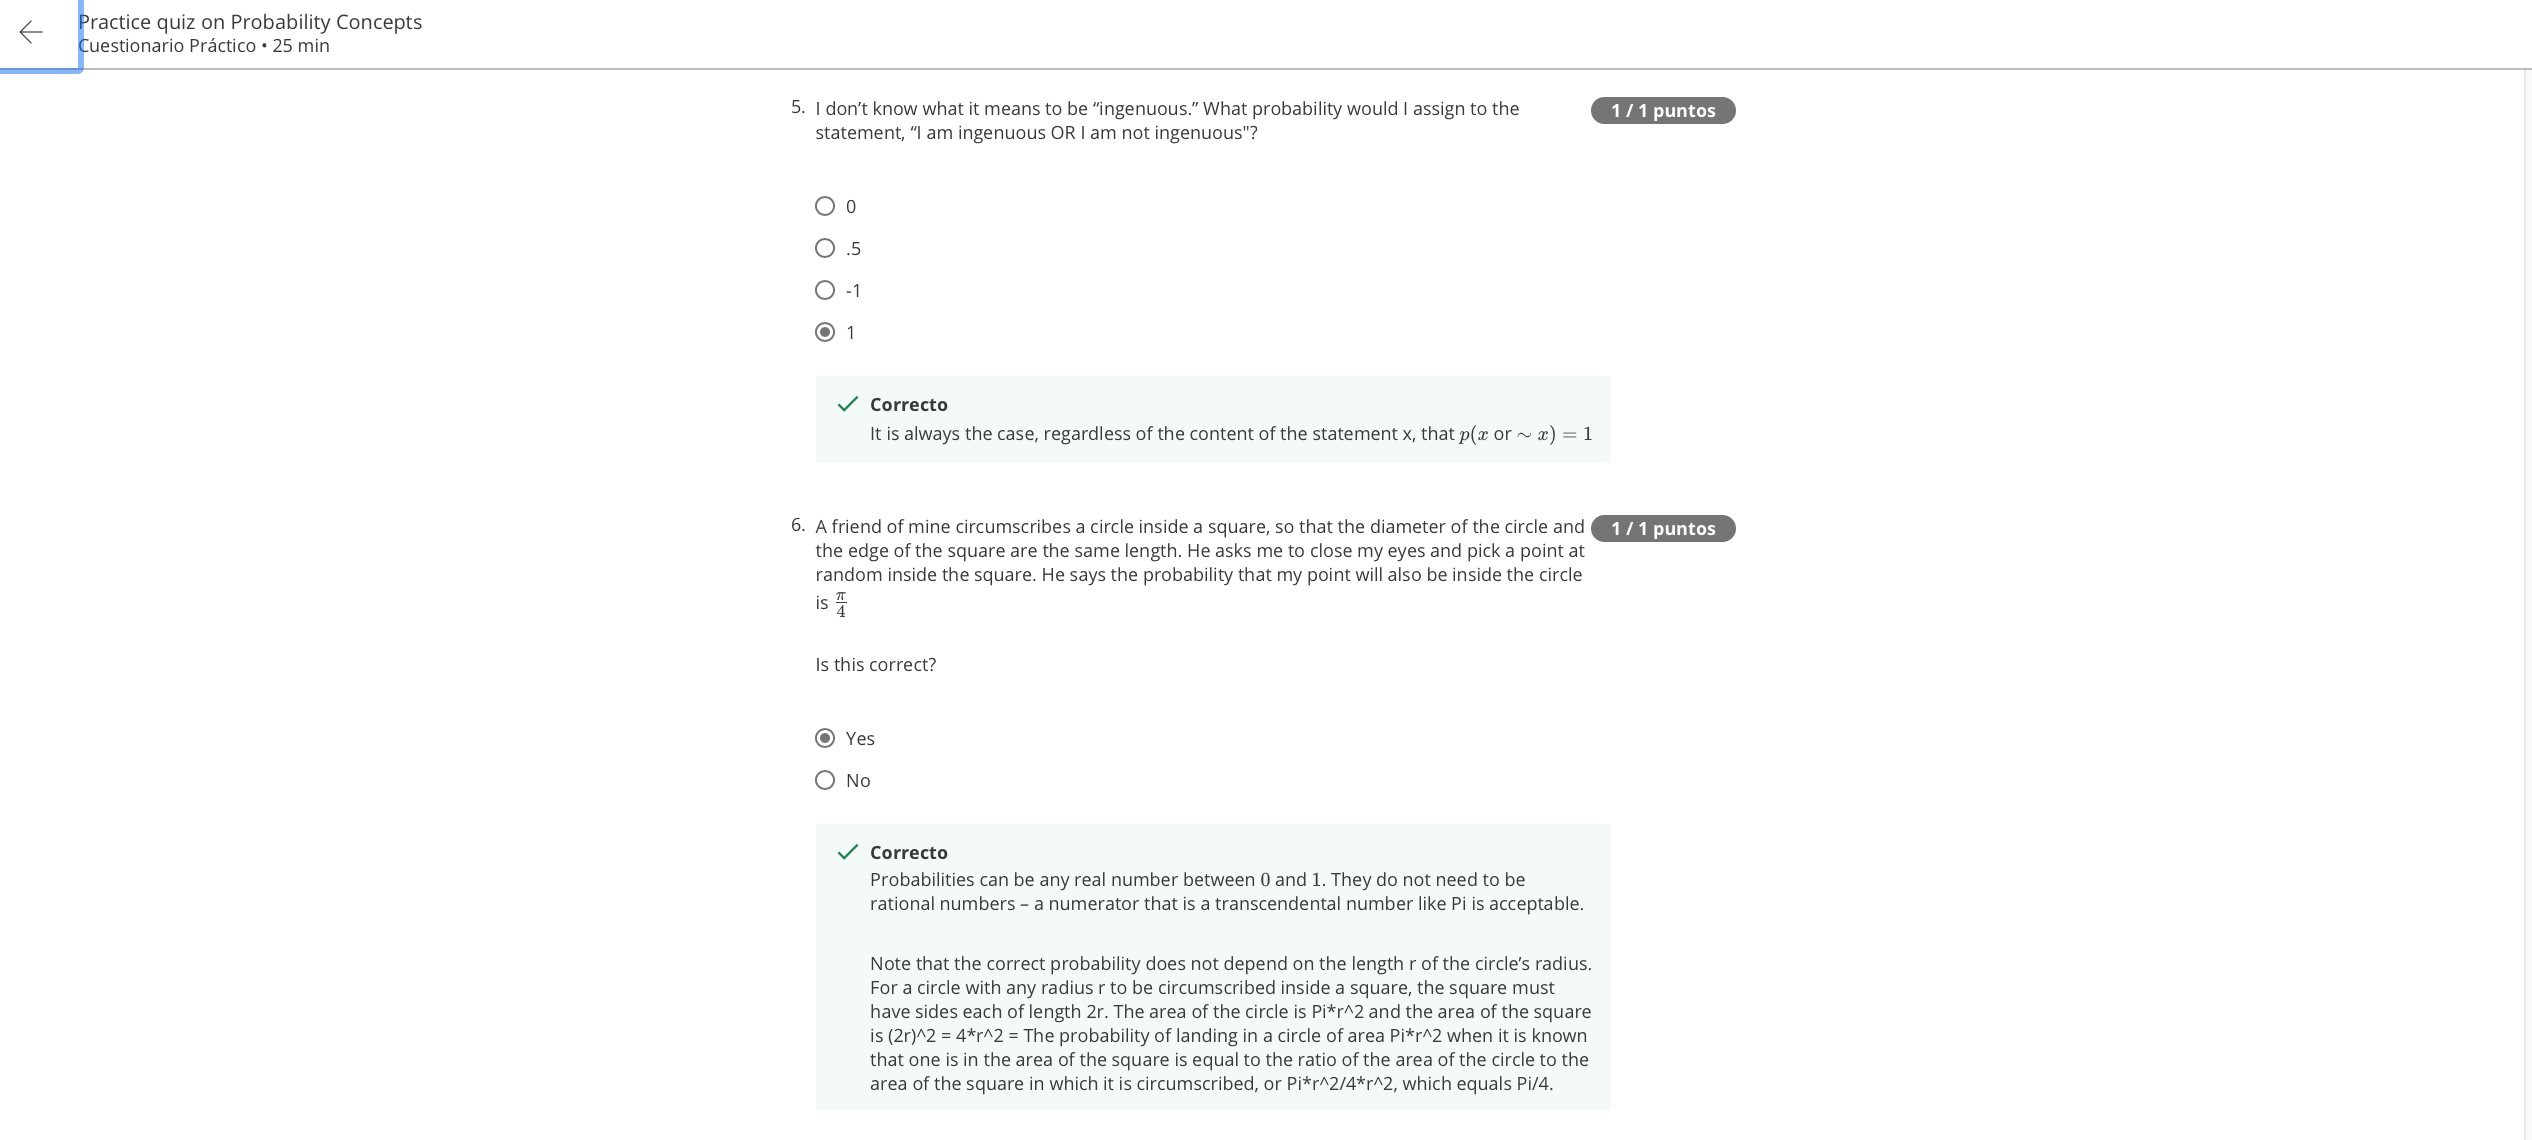 Practice quiz on Probability Concepts
Cuestionario Práctico • 25 min
5. I don’t know what it means to be “ingenuous.” What probability would I assign to the
statement, “I am ingenuous OR I am not ingenuous"?
1 / 1 puntos
0
.5
-1
1
Correcto
It is always the case, regardless of the content of the statement x, that p(x or ∼ x) = 1
6. A friend of mine circumscribes a circle inside a square, so that the diameter of the circle and
the edge of the square are the same length. He asks me to close my eyes and pick a point at
random inside the square. He says the probability that my point will also be inside the circle
is π/4
1 / 1 puntos
Is this correct?
Yes
No
Correcto
Probabilities can be any real number between 0 and 1. They do not need to be
rational numbers – a numerator that is a transcendental number like Pi is acceptable.
Note that the correct probability does not depend on the length r of the circle’s radius.
For a circle with any radius r to be circumscribed inside a square, the square must
have sides each of length 2r. The area of the circle is Pi*r^2 and the area of the square
is (2r)^2 = 4*r^2 = The probability of landing in a circle of area Pi*r^2 when it is known
that one is in the area of the square is equal to the ratio of the area of the circle to the
area of the square in which it is circumscribed, or Pi*r^2/4*r^2, which equals Pi/4.